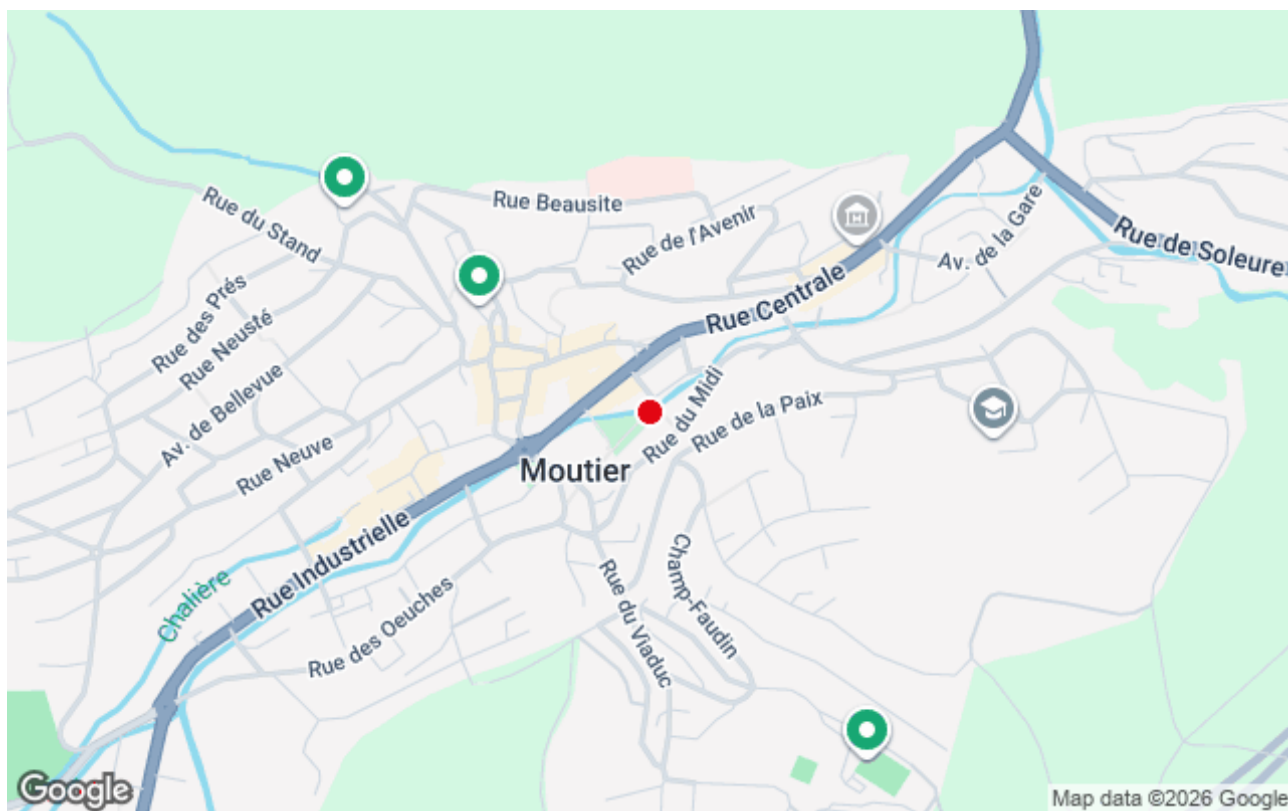 Rue Beausite
Rue du Stand
Rue de l'Avenir
Av. de la Gare
Rue de Soleure
Rue des Prés
Rue Neusté
Rue Centrale
Av. de Bellevue
Rue du Midi
Rue de la Paix
Rue Neuve
Moutier
Rue Industrielle
Chalière
Champ-Faudin
Rue des Oeuches
Rue du Viaduc
Google
Map data ©2026 Google